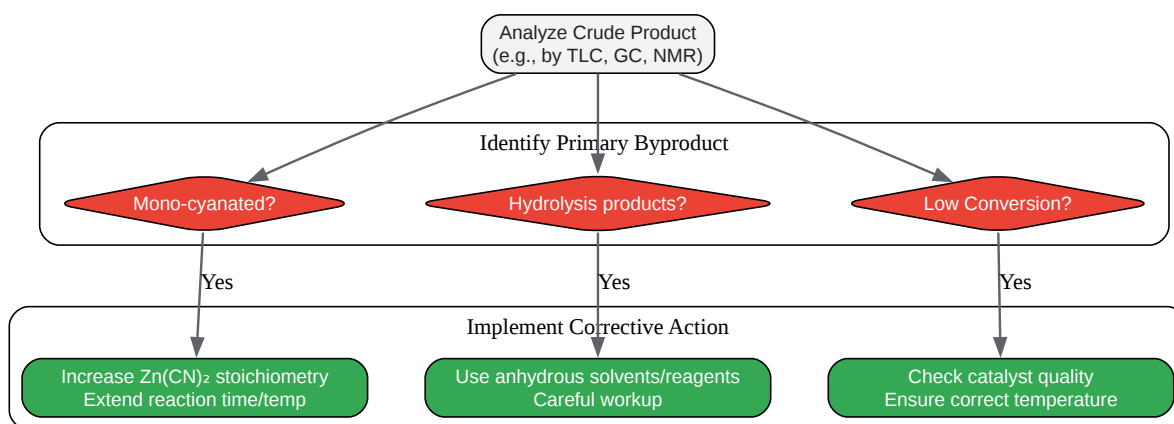 Analyze Crude Product
(e.g., by TLC, GC, NMR)
Identify Primary Byproduct
Mono-cyanated?
Hydrolysis products?
Low Conversion?
Yes
Yes
Yes
Implement Corrective Action
Increase Zn(CN)₂ stoichiometry
Extend reaction time/temp
Use anhydrous solvents/reagents
Careful workup
Check catalyst quality
Ensure correct temperature